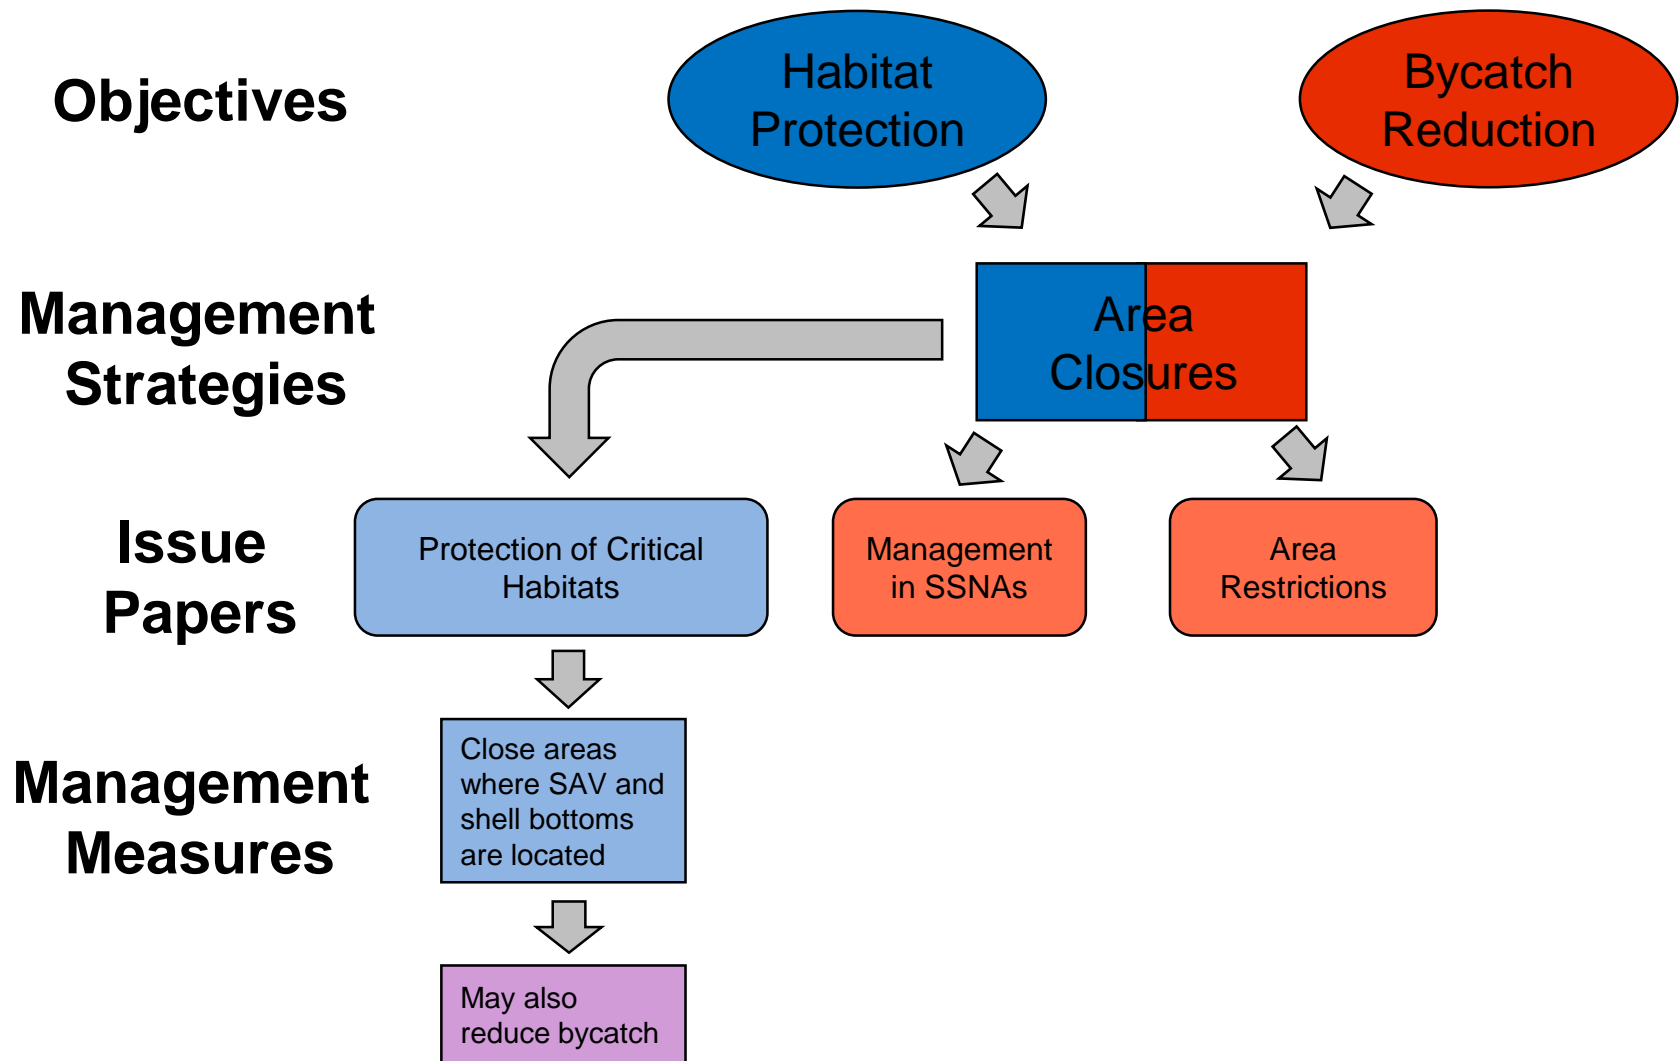 Objectives
Habitat
Protection
Bycatch
Reduction
Management
Strategies
Area
Closures
Issue
Papers
Protection of Critical
Habitats
Management
in SSNAs
Area
Restrictions
Management
Measures
Close areas
where SAV and
shell bottoms
are located
May also
reduce bycatch